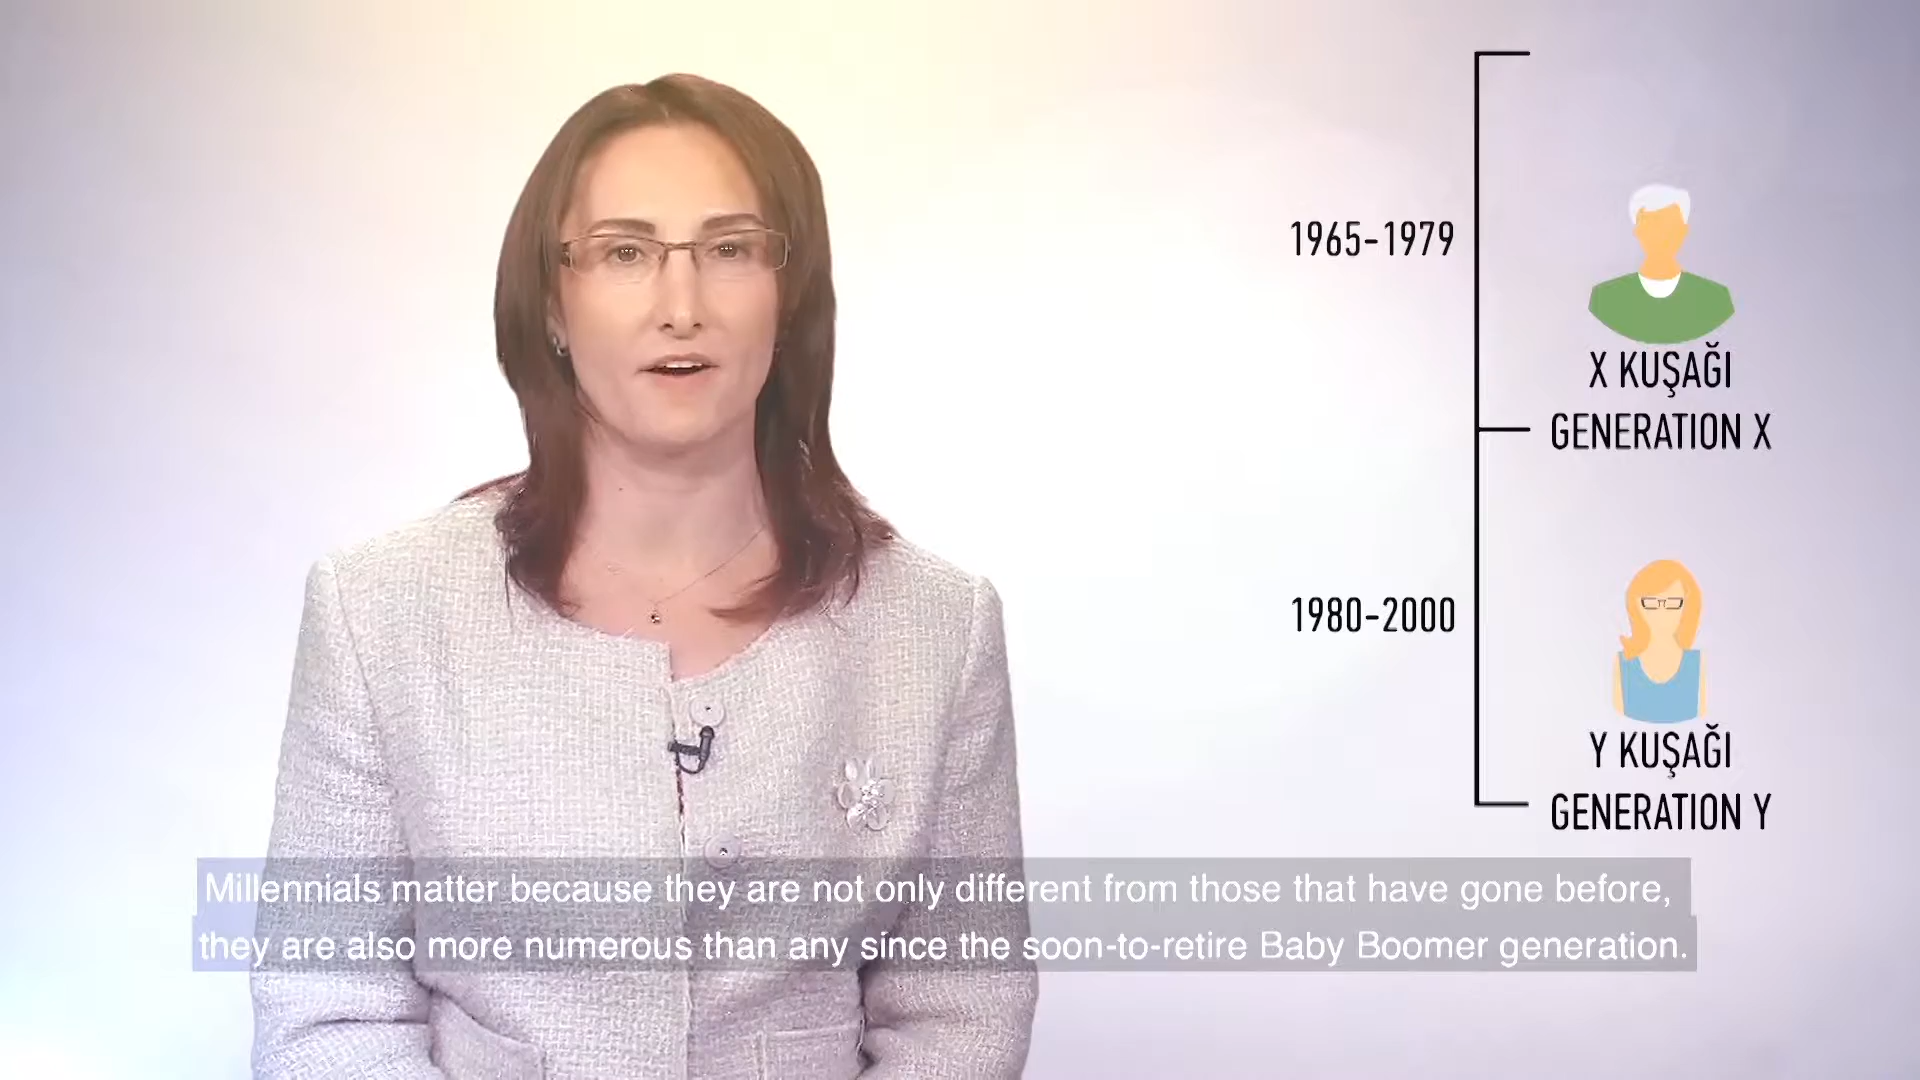 1965-1979
X KUŞAĞI
GENERATION X
1980-2000
Y KUŞAĞI
GENERATION Y
Millennials matter because they are not only different from those that have gone before,
they are also more numerous than any since the soon-to-retire Baby Boomer generation.